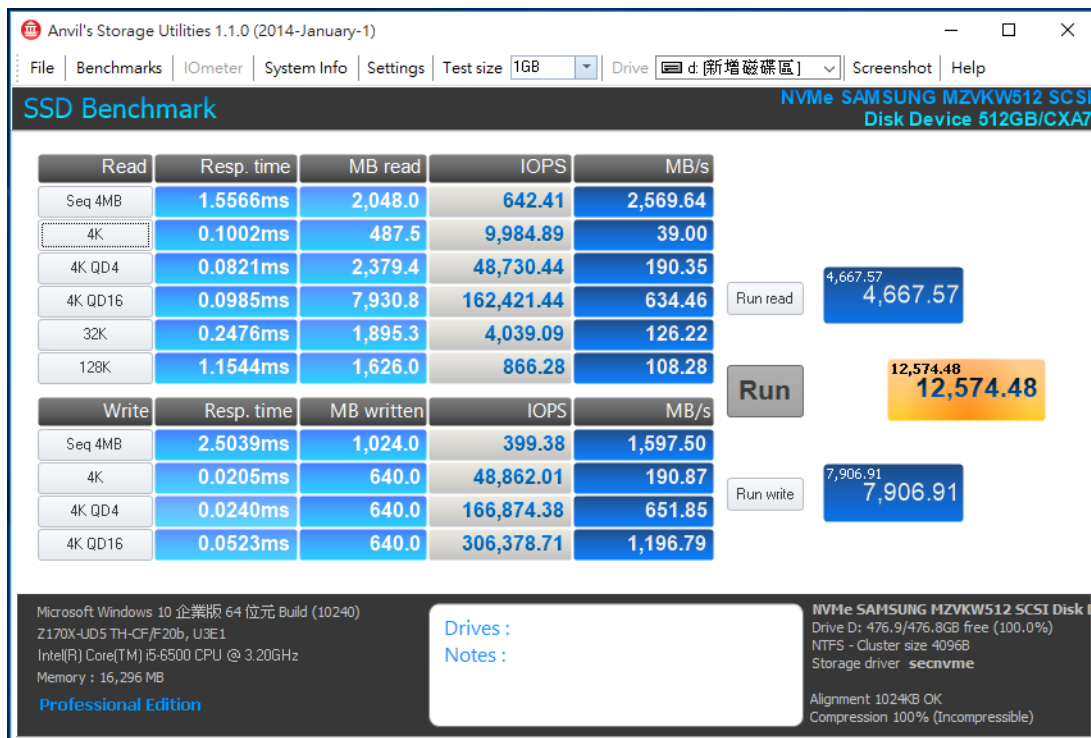 Anvil's Storage Utilities 1.1.0 (2014-January-1)
File Benchmarks IOmeter System Info Settings Test size 1GB Drive d: [新增磁碟區] Screenshot Help
SSD Benchmark
NVMe SAMSUNG MZVKW512 SCSI
Disk Device 512GB/CXA7
Read Resp. time MB read IOPS MB/s
Seq 4MB 1.5566ms 2,048.0 642.41 2,569.64
4K 0.1002ms 487.5 9,984.89 39.00
4K QD4 0.0821ms 2,379.4 48,730.44 190.35
4K QD16 0.0985ms 7,930.8 162,421.44 634.46
32K 0.2476ms 1,895.3 4,039.09 126.22
128K 1.1544ms 1,626.0 866.28 108.28
Run read
4,667.57
4,667.57
Run
12,574.48
12,574.48
Write Resp. time MB written IOPS MB/s
Seq 4MB 2.5039ms 1,024.0 399.38 1,597.50
4K 0.0205ms 640.0 48,862.01 190.87
4K QD4 0.0240ms 640.0 166,874.38 651.85
4K QD16 0.0523ms 640.0 306,378.71 1,196.79
Run write
7,906.91
7,906.91
Microsoft Windows 10 企業版 64 位元 Build (10240)
Z170X-UD5 TH-CF/F20b, U3E1
Intel(R) Core(TM) i5-6500 CPU @ 3.20GHz
Memory : 16,296 MB
Professional Edition
Drives :
Notes :
NVMe SAMSUNG MZVKW512 SCSI Disk
Drive D: 476.9/476.8GB free (100.0%)
NTFS - Cluster size 4096B
Storage driver secnvme
Alignment 1024KB OK
Compression 100% (Incompressible)